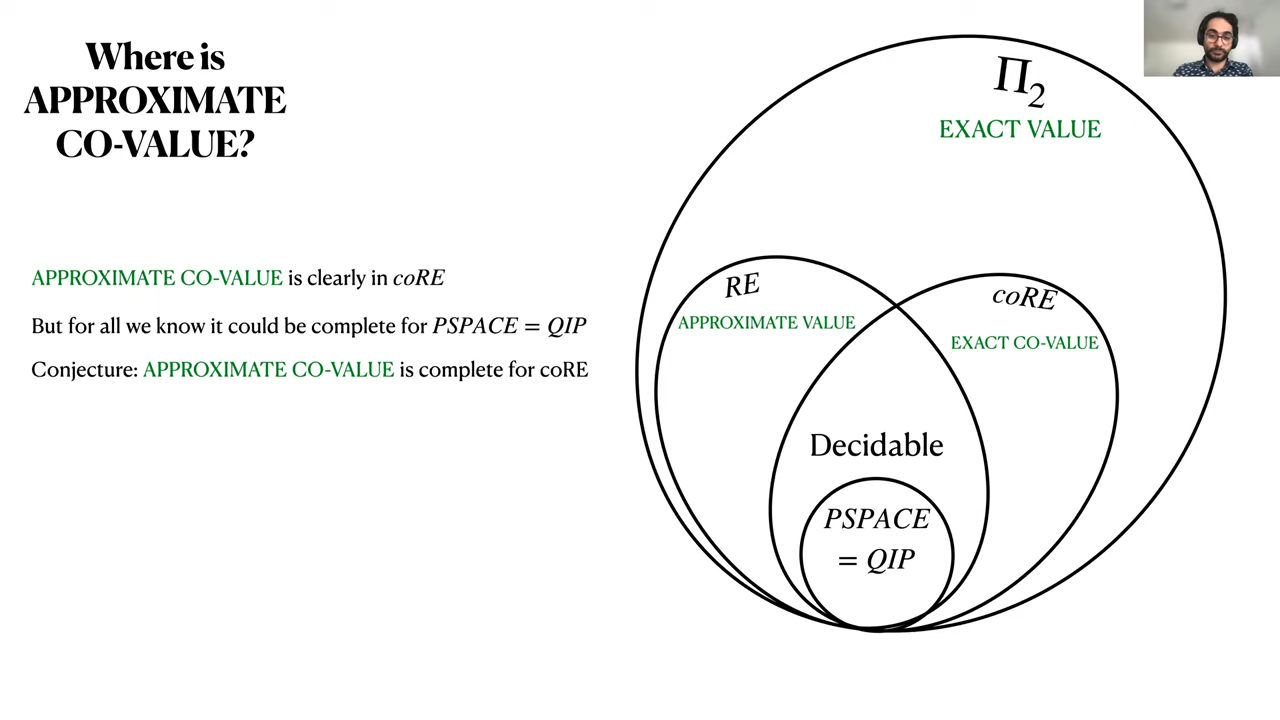 Where is
APPROXIMATE
CO-VALUE?
APPROXIMATE CO-VALUE is clearly in coRE
But for all we know it could be complete for PSPACE = QIP
Conjecture: APPROXIMATE CO-VALUE is complete for coRE
Π₂
EXACT VALUE
RE
APPROXIMATE VALUE
coRE
EXACT CO-VALUE
Decidable
PSPACE
= QIP